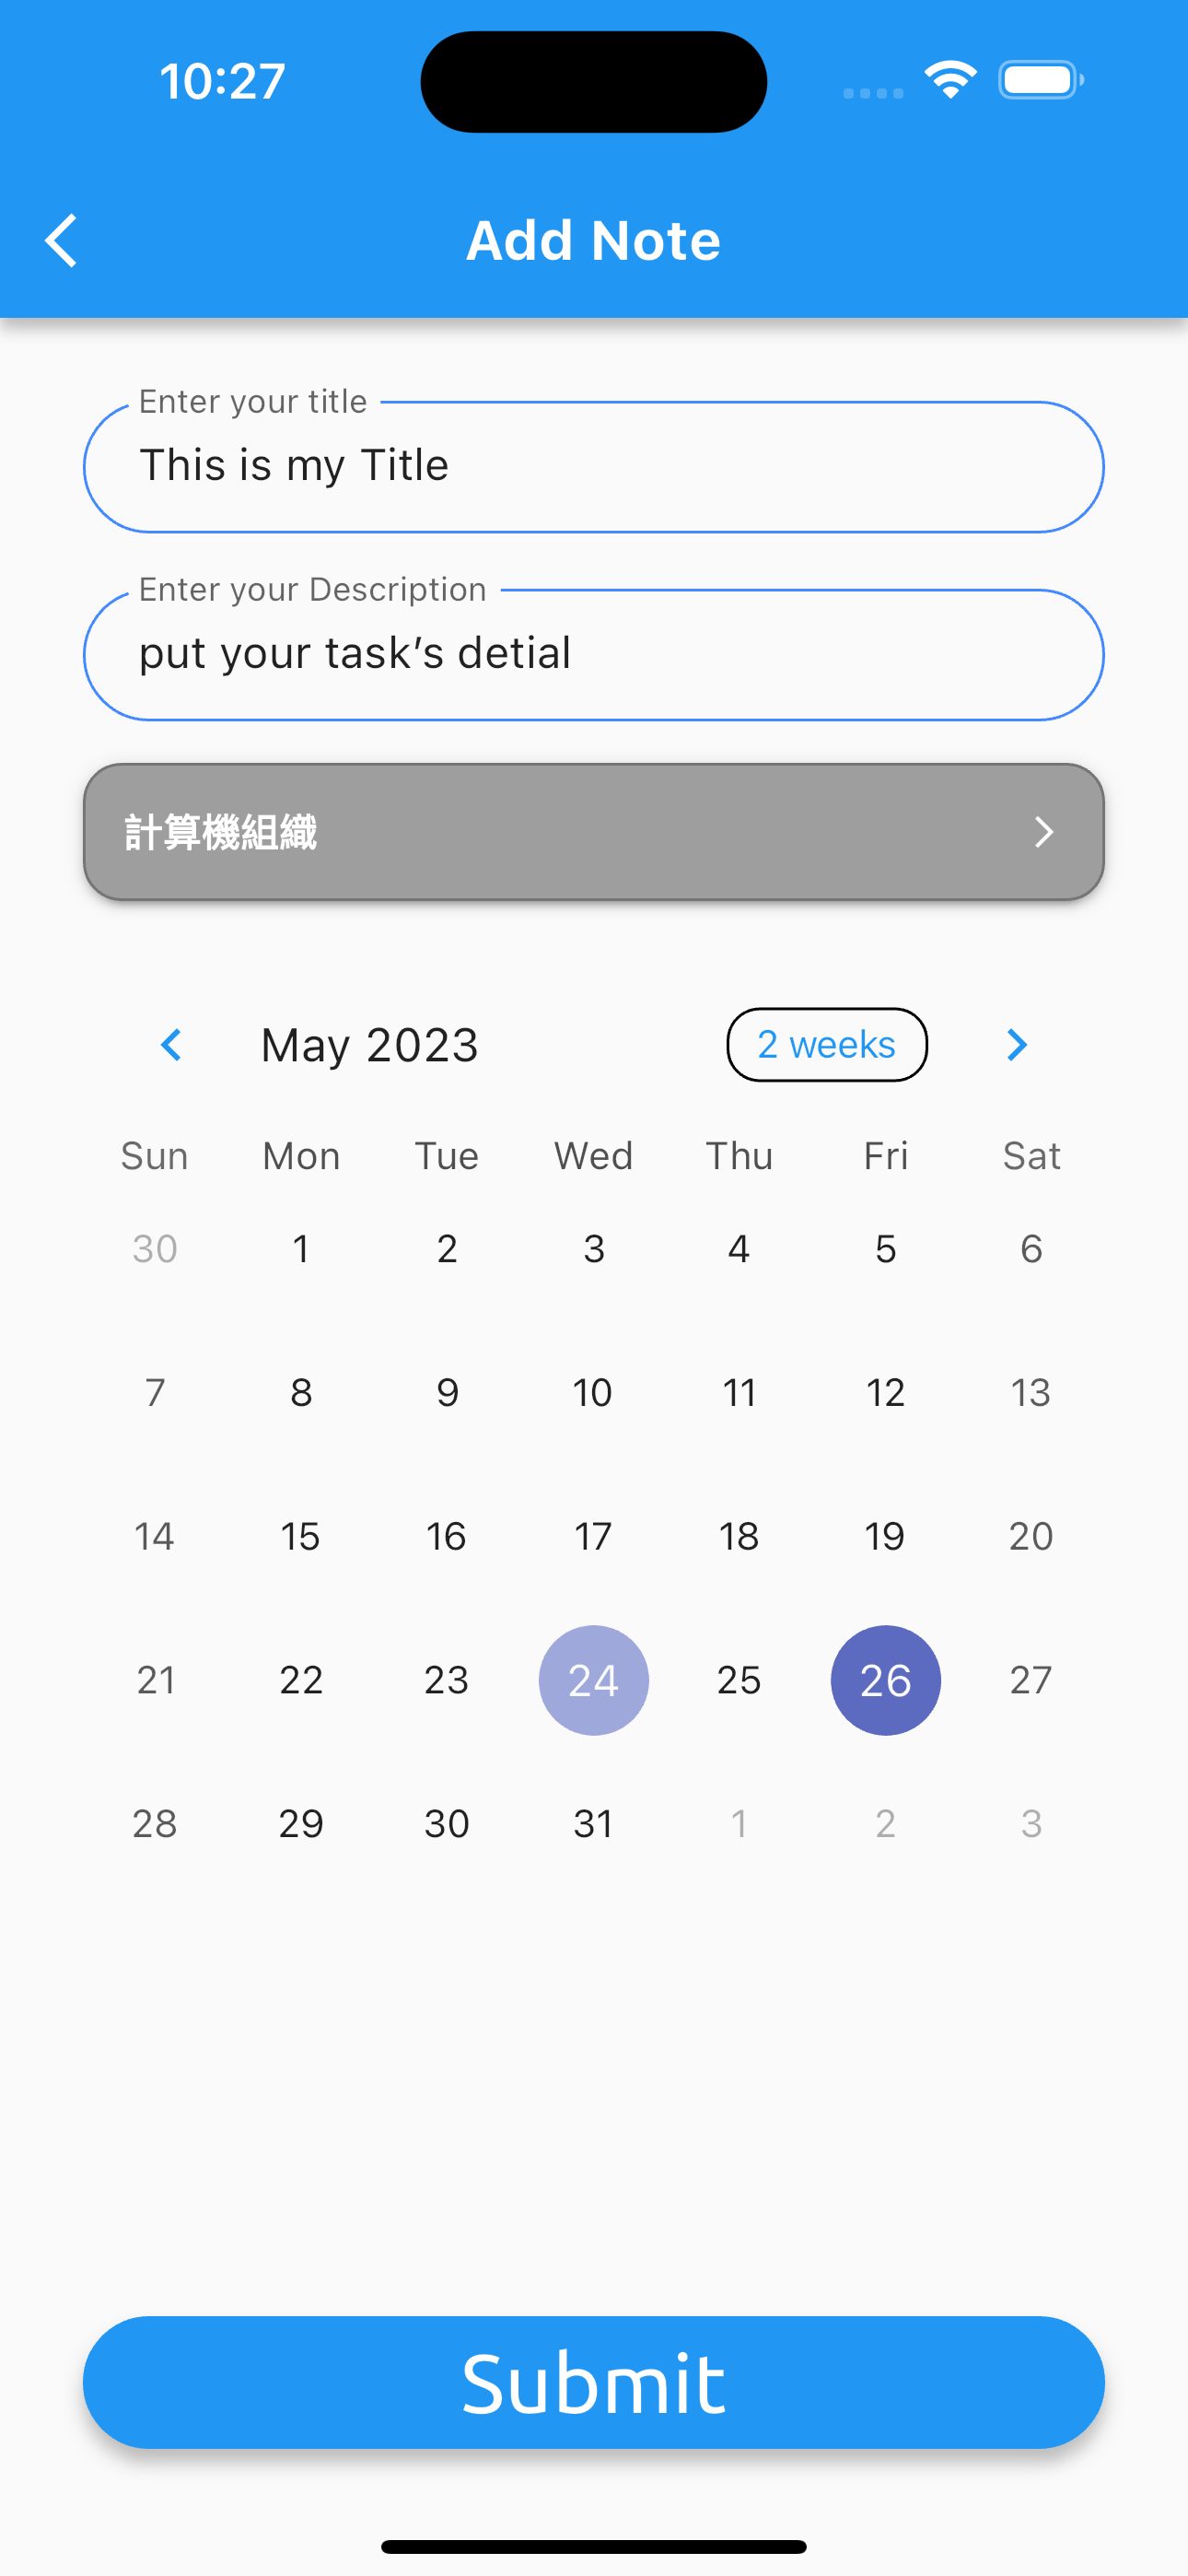 10:27
Add Note
Enter your title
This is my Title
Enter your Description
put your task’s detial
計算機組織
May 2023 2 weeks
Sun Mon Tue Wed Thu Fri Sat
30 1 2 3 4 5 6
7 8 9 10 11 12 13
14 15 16 17 18 19 20
21 22 23 24 25 26 27
28 29 30 31 1 2 3
Submit